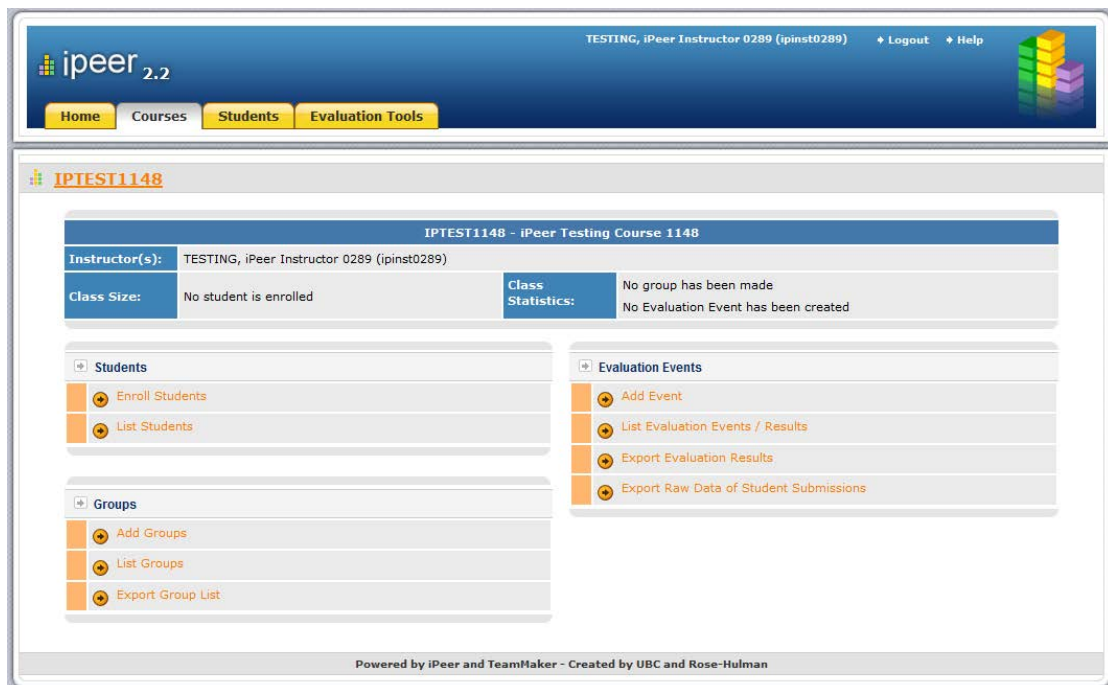 TESTING, iPeer Instructor 0289 (ipinst0289) Logout Help
ipeer 2.2
Home Courses Students Evaluation Tools
IPTEST1148
IPTEST1148 - iPeer Testing Course 1148
Instructor(s): TESTING, iPeer Instructor 0289 (ipinst0289)
Class Size: No student is enrolled
Class Statistics: No group has been made
No Evaluation Event has been created
Students
Enroll Students
List Students
Groups
Add Groups
List Groups
Export Group List
Evaluation Events
Add Event
List Evaluation Events / Results
Export Evaluation Results
Export Raw Data of Student Submissions
Powered by iPeer and TeamMaker - Created by UBC and Rose-Hulman